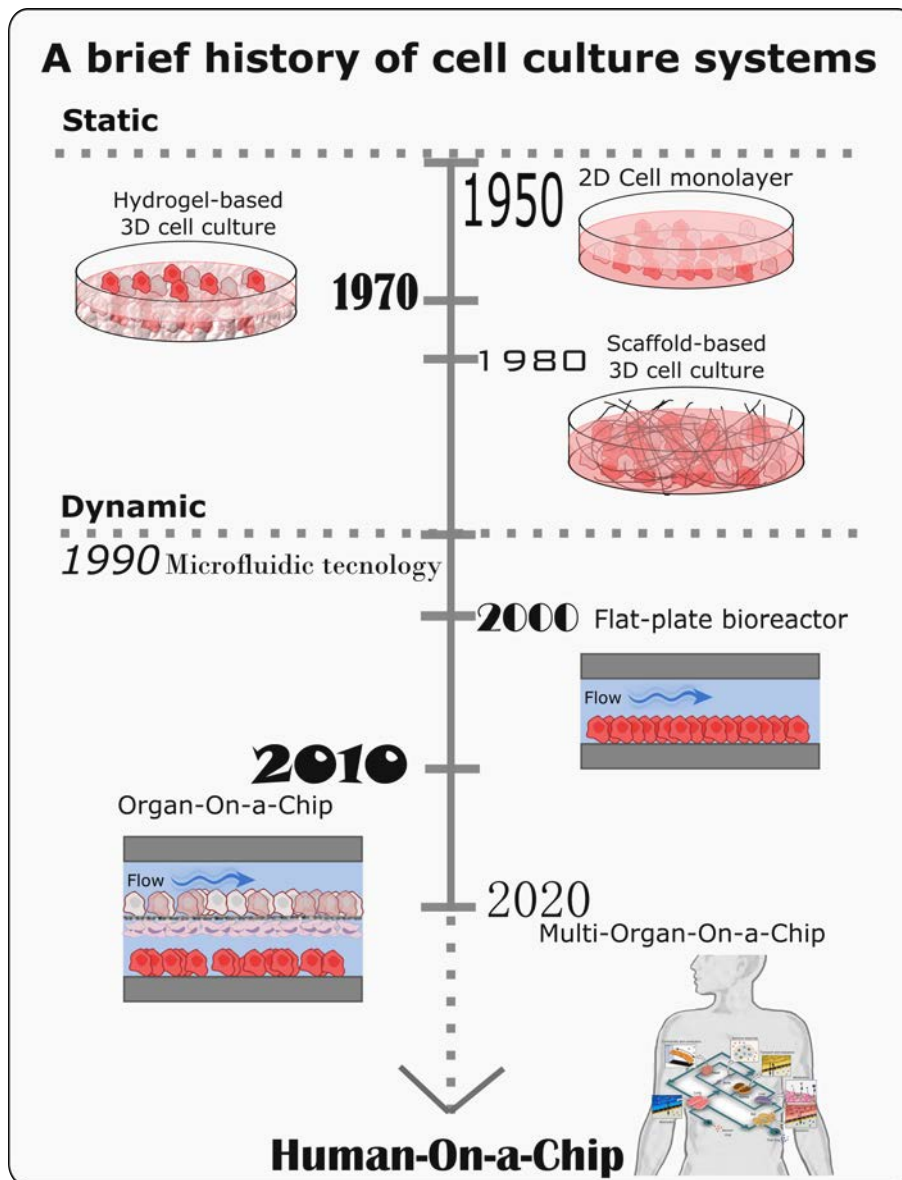 A brief history of cell culture systems
Static
1950
2D Cell monolayer
Hydrogel-based
3D cell culture
1970
1980
Scaffold-based
3D cell culture
Dynamic
1990 Microfluidic tecnology
2000 Flat-plate bioreactor
Flow
2010
Organ-On-a-Chip
Flow
2020
Multi-Organ-On-a-Chip
Human-On-a-Chip